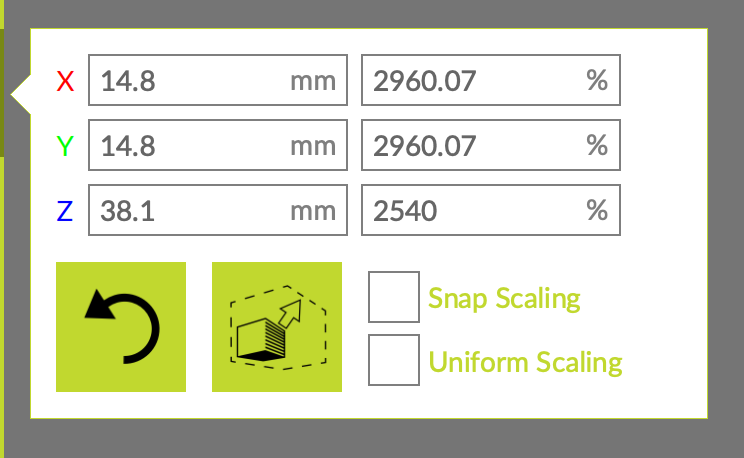 X 14.8 mm 2960.07 %
Y 14.8 mm 2960.07 %
Z 38.1 mm 2540 %
Snap Scaling
Uniform Scaling